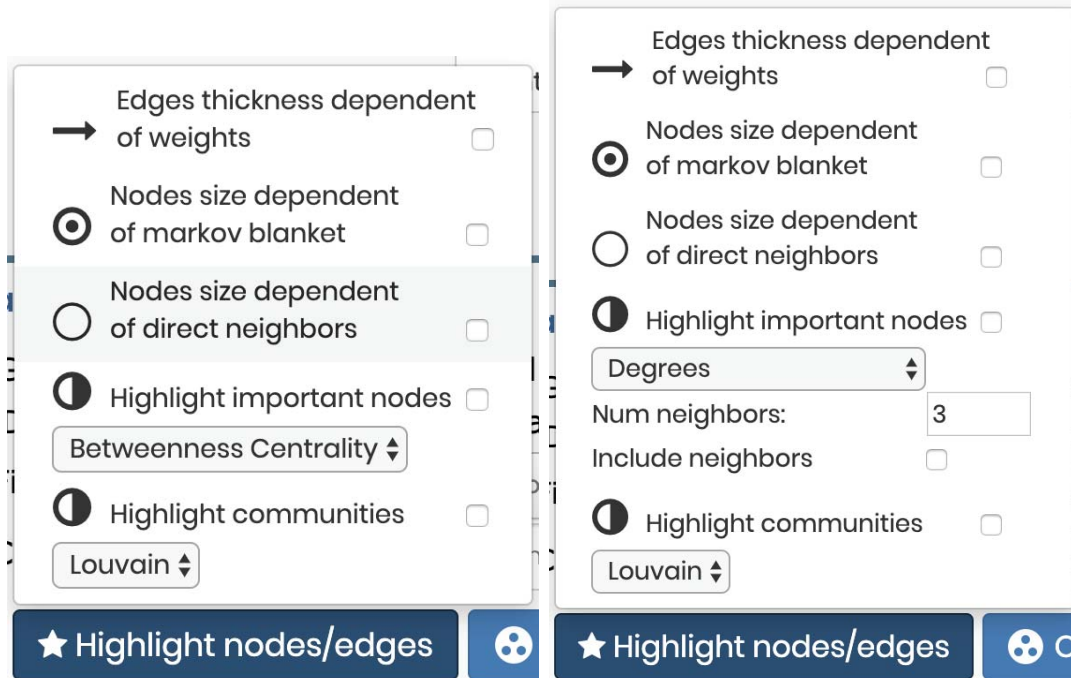 Edges thickness dependent
of weights
Nodes size dependent
of markov blanket
Nodes size dependent
of direct neighbors
Highlight important nodes
Betweenness Centrality
Highlight communities
Louvain
Highlight nodes/edges
Edges thickness dependent
of weights
Nodes size dependent
of markov blanket
Nodes size dependent
of direct neighbors
Highlight important nodes
Degrees
Num neighbors: 3
Include neighbors
Highlight communities
Louvain
Highlight nodes/edges